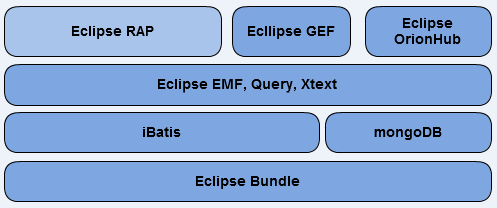 Eclipse RAP
Ecllipse GEF
Eclipse
OrionHub
Eclipse EMF, Query, Xtext
iBatis
mongoDB
Eclipse Bundle